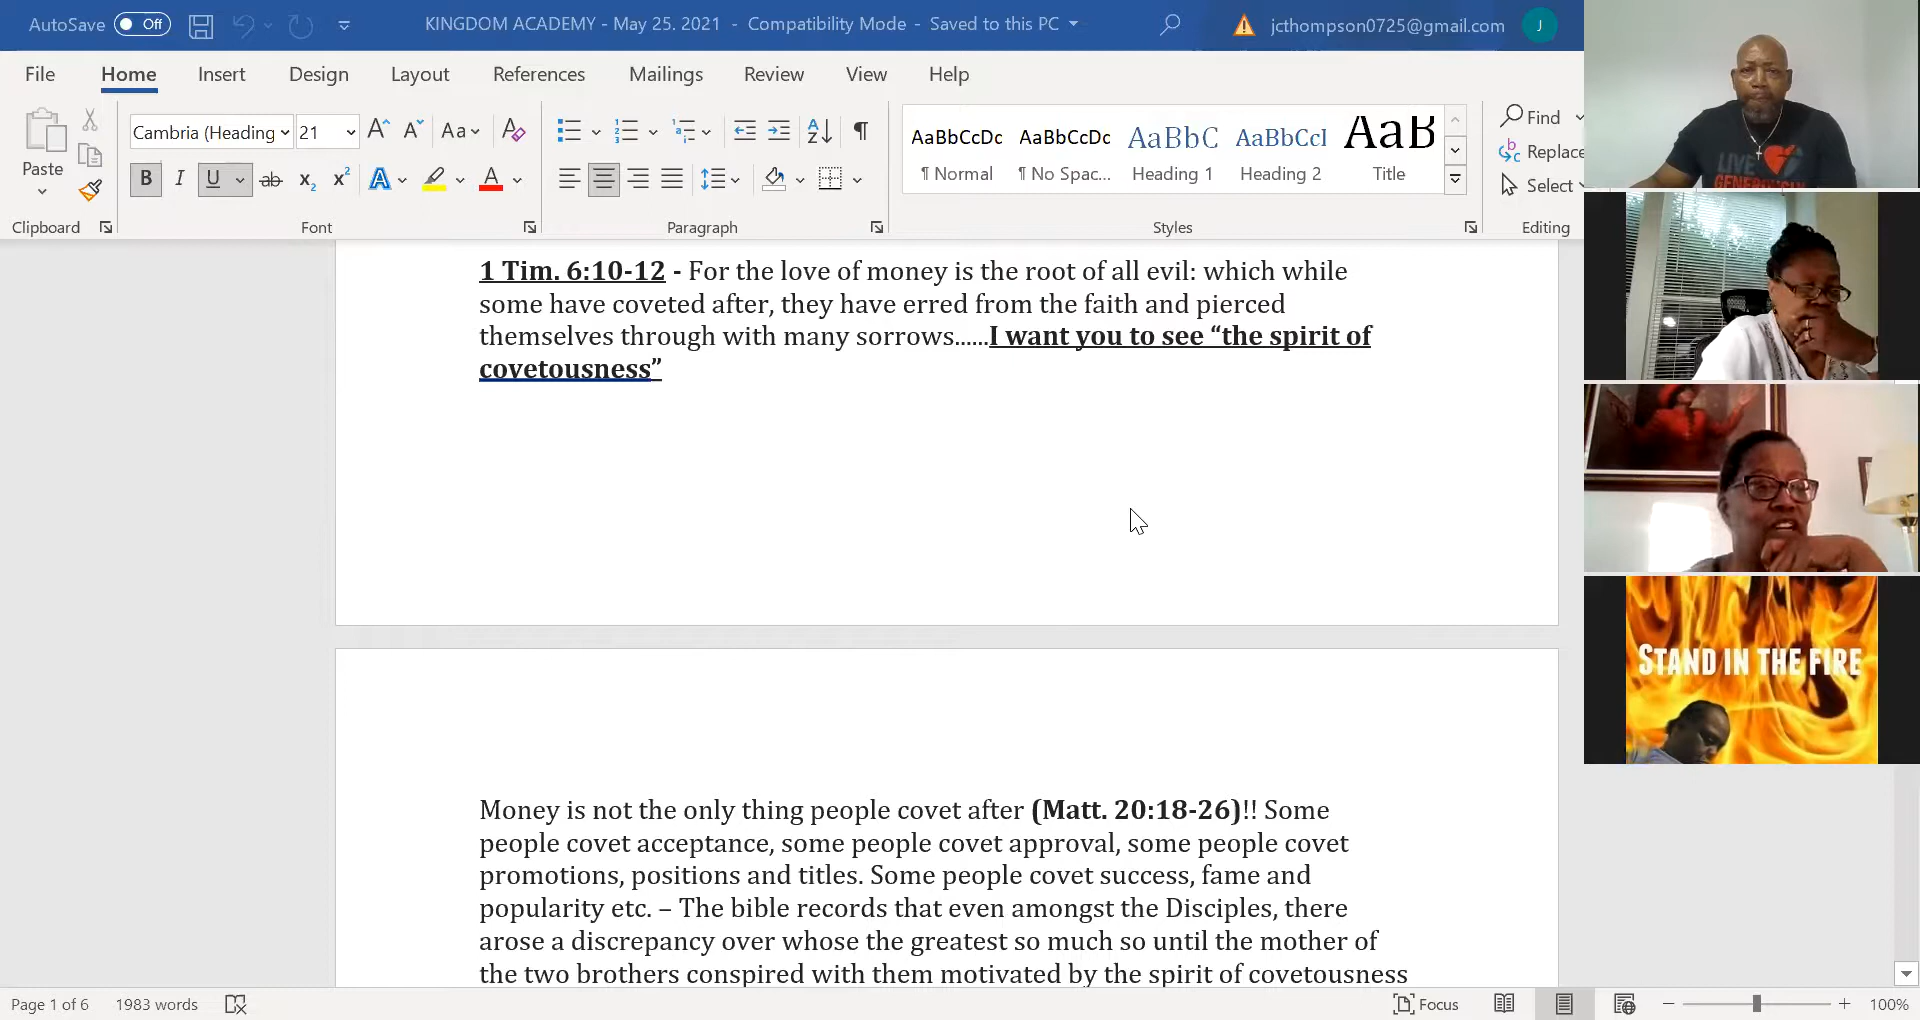 AutoSave Off
KINGDOM ACADEMY - May 25. 2021 - Compatibility Mode - Saved to this PC
jcthompson0725@gmail.com
J
File Home Insert Design Layout References Mailings Review View Help
Paste
Clipboard
Cambria (Heading 21
A A Aa A
B I U ab x2 x2 A A
Font
A Z ¶
Paragraph
AaBbCcDc AaBbCcDc AaBbC AaBbCcI AaB
¶ Normal ¶ No Spac... Heading 1 Heading 2 Title
Styles
Find
Replace
Select
Editing
1 Tim. 6:10-12 - For the love of money is the root of all evil: which while
some have coveted after, they have erred from the faith and pierced
themselves through with many sorrows......I want you to see “the spirit of
covetousness”
Money is not the only thing people covet after (Matt. 20:18-26)!! Some
people covet acceptance, some people covet approval, some people covet
promotions, positions and titles. Some people covet success, fame and
popularity etc. – The bible records that even amongst the Disciples, there
arose a discrepancy over whose the greatest so much so until the mother of
the two brothers conspired with them motivated by the spirit of covetousness
Page 1 of 6 1983 words
Focus
100%
LIVE
GENEROUSLY
STAND IN THE FIRE